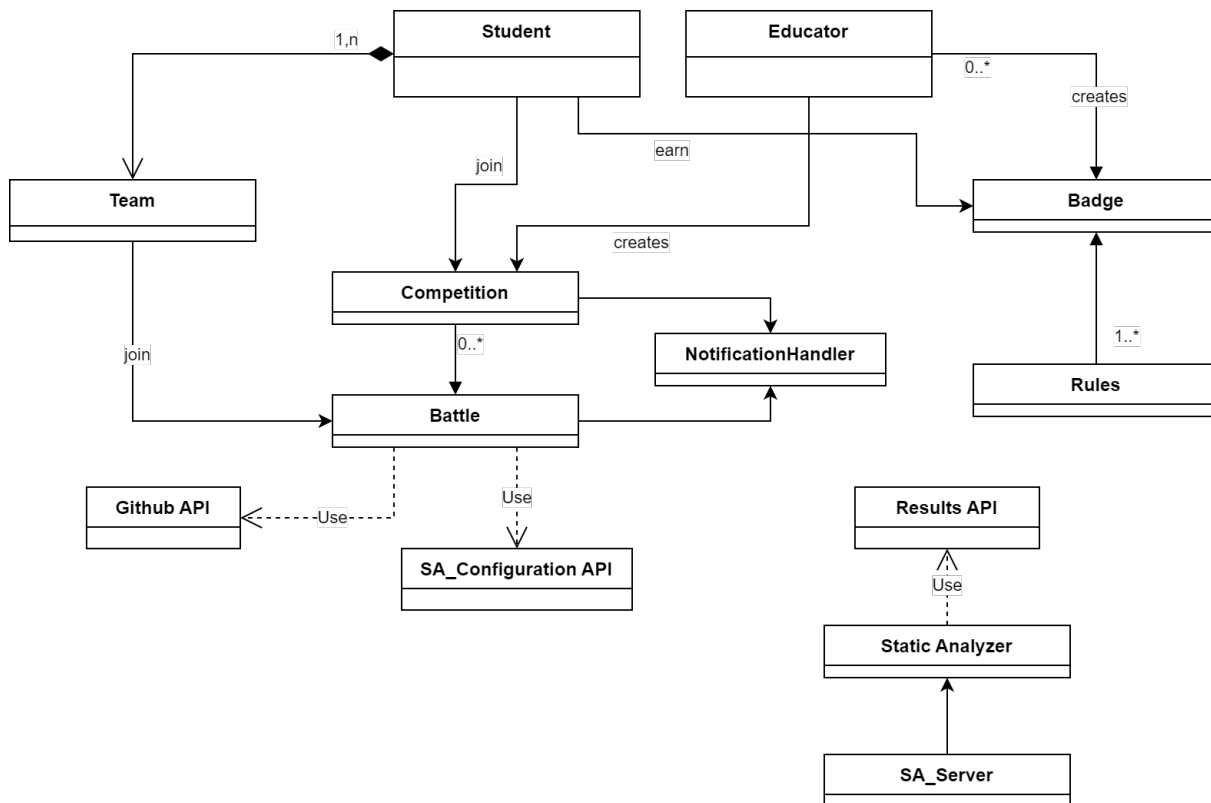 Student
Educator
1,n
0..*
creates
join
earn
Team
Badge
creates
Competition
join
0..*
NotificationHandler
1..*
Rules
Battle
Github API
Use
Use
Results API
SA_Configuration API
Use
Static Analyzer
SA_Server